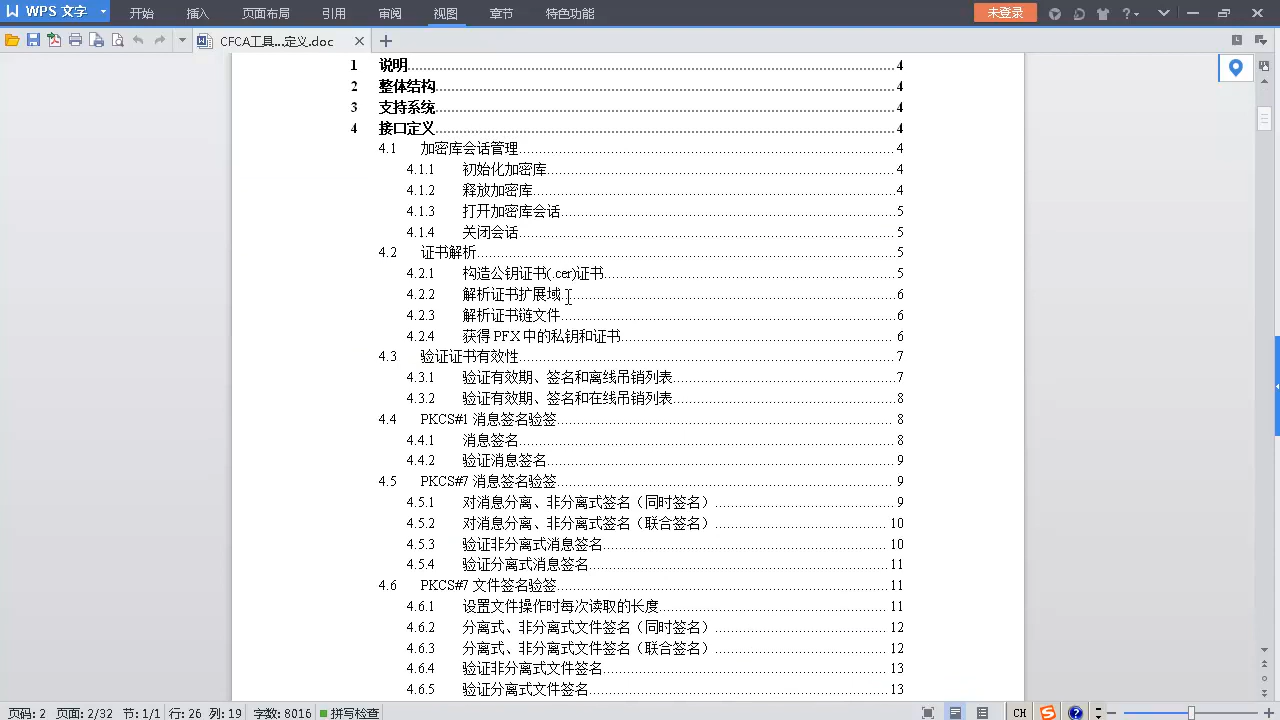 WPS 文字 开始 插入 页面布局 引用 审阅 视图 章节 特色功能 未登录
CFCA工具...定义.doc
1 说明 4
2 整体结构 4
3 支持系统 4
4 接口定义 4
4.1 加密库会话管理 4
4.1.1 初始化加密库 4
4.1.2 释放加密库 4
4.1.3 打开加密库会话 5
4.1.4 关闭会话 5
4.2 证书解析 5
4.2.1 构造公钥证书(.cer)证书 5
4.2.2 解析证书扩展域 6
4.2.3 解析证书链文件 6
4.2.4 获得 PFX 中的私钥和证书 6
4.3 验证证书有效性 7
4.3.1 验证有效期、签名和离线吊销列表 7
4.3.2 验证有效期、签名和在线吊销列表 8
4.4 PKCS#1 消息签名验签 8
4.4.1 消息签名 8
4.4.2 验证消息签名 9
4.5 PKCS#7 消息签名验签 9
4.5.1 对消息分离、非分离式签名（同时签名） 9
4.5.2 对消息分离、非分离式签名（联合签名） 10
4.5.3 验证非分离式消息签名 10
4.5.4 验证分离式消息签名 11
4.6 PKCS#7 文件签名验签 11
4.6.1 设置文件操作时每次读取的长度 11
4.6.2 分离式、非分离式文件签名（同时签名） 12
4.6.3 分离式、非分离式文件签名（联合签名） 12
4.6.4 验证非分离式文件签名 13
4.6.5 验证分离式文件签名 13
页码: 2 页面: 2/32 节: 1/1 行: 26 列: 19 字数: 8016 拼写检查 CH